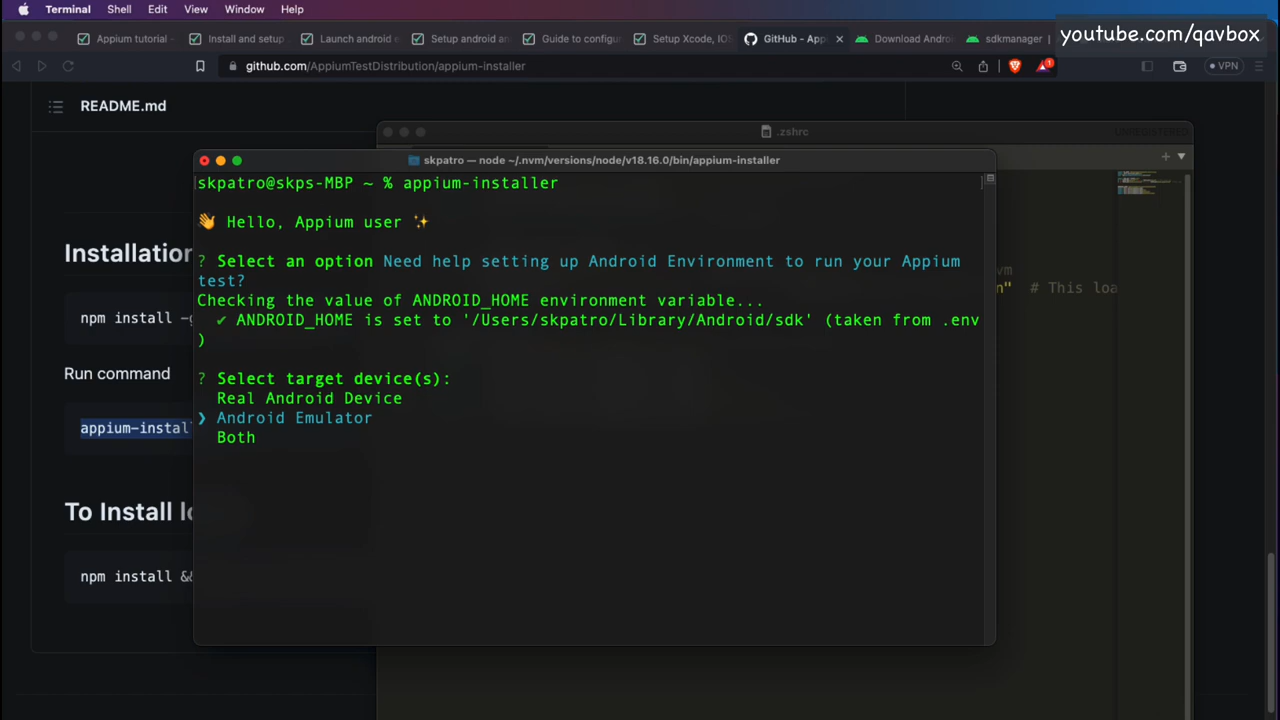 Terminal Shell Edit View Window Help
youtube.com/qavbox
Appium tutorial - Install and setup Launch android e Setup android an Guide to configu Setup Xcode, IOS GitHub - App Download Andro sdkmanager
github.com/AppiumTestDistribution/appium-installer
1
VPN
README.md
.zshrc
UNREGISTERED
skpatro — node ~/.nvm/versions/node/v18.16.0/bin/appium-installer
skpatro@skps-MBP ~ % appium-installer
👋 Hello, Appium user ✨
? Select an option Need help setting up Android Environment to run your Appium
test?
Checking the value of ANDROID_HOME environment variable...
✔ ANDROID_HOME is set to '/Users/skpatro/Library/Android/sdk' (taken from .env
)
? Select target device(s):
Real Android Device
❯ Android Emulator
Both
Installation
npm install -g
Run command
appium-install
To Install lo
npm install &&
vm
n" # This loa